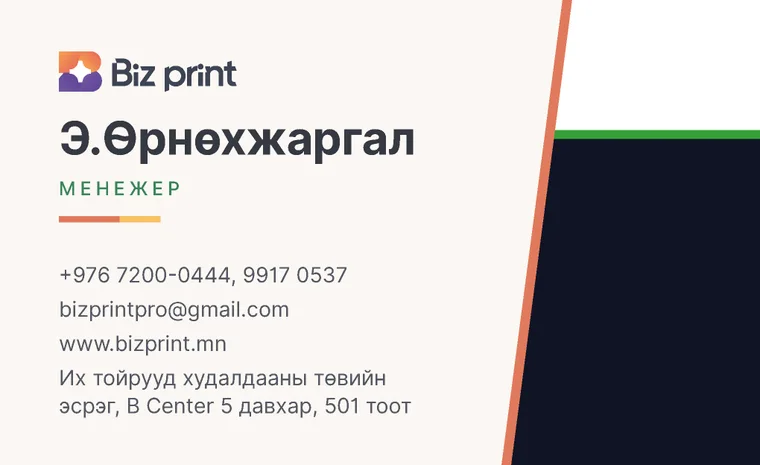 Biz print
Э.Өрнөхжаргал
МЕНЕЖЕР
+976 7200-0444, 9917 0537
bizprintpro@gmail.com
www.bizprint.mn
Их тойрууд худалдааны төвийн
эсрэг, B Center 5 давхар, 501 тоот